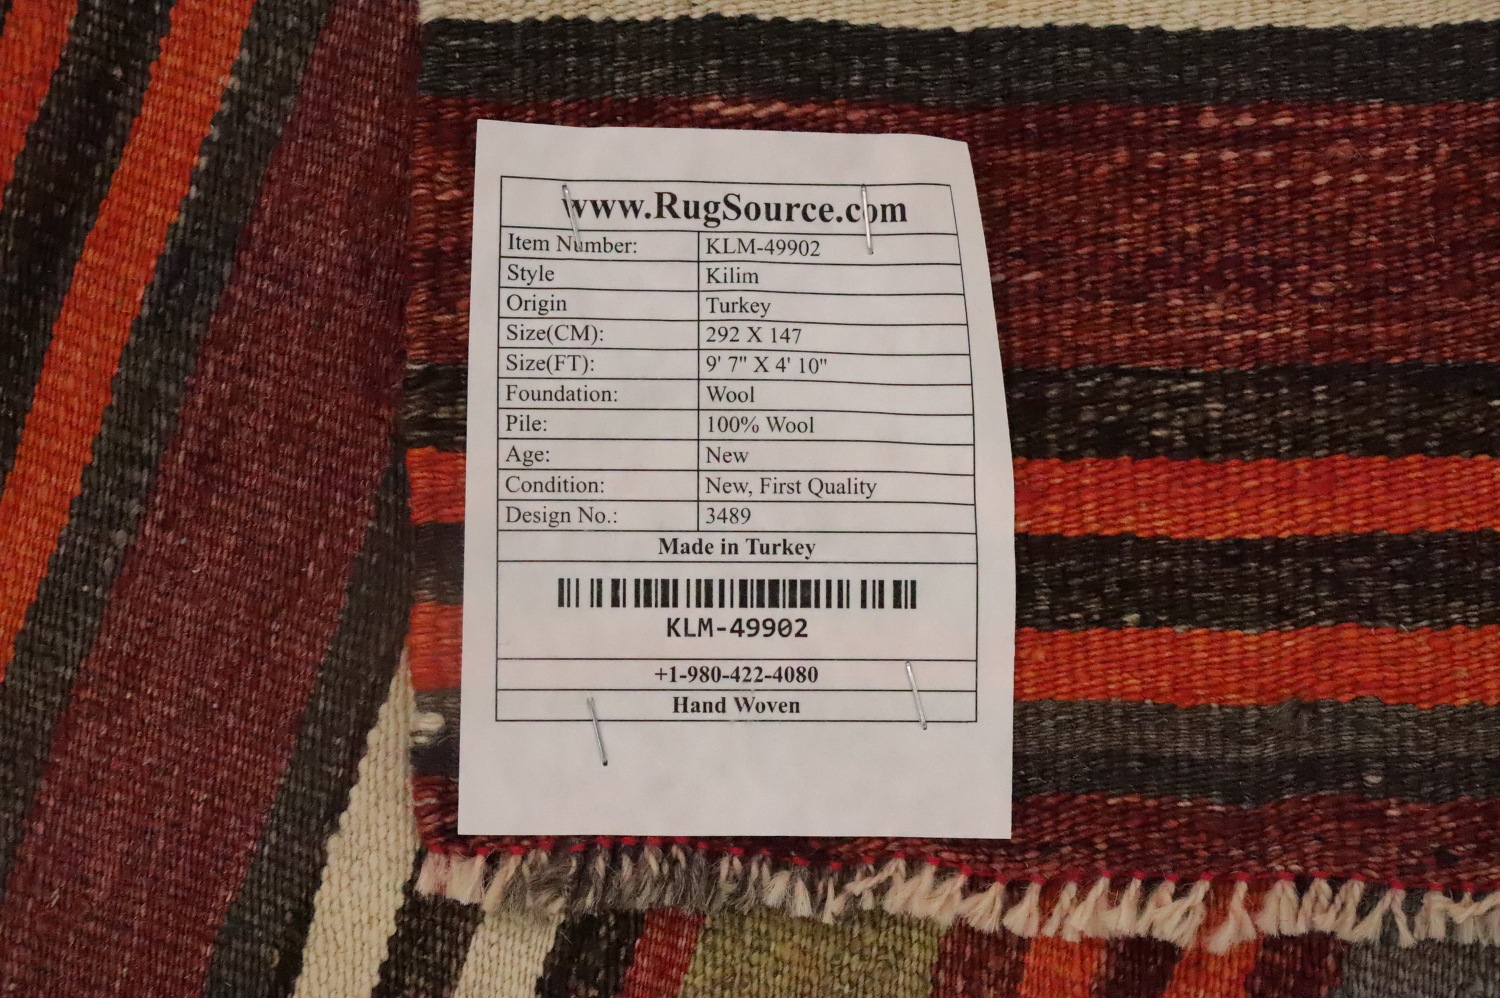 www.RugSource.com
Item Number: KLM-49902
Style Kilim
Origin Turkey
Size(CM): 292 X 147
Size(FT): 9' 7" X 4' 10"
Foundation: Wool
Pile: 100% Wool
Age: New
Condition: New, First Quality
Design No.: 3489
Made in Turkey
KLM-49902
+1-980-422-4080
Hand Woven